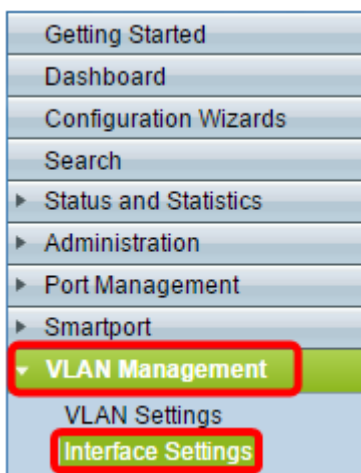 Getting Started
Dashboard
Configuration Wizards
Search
Status and Statistics
Administration
Port Management
Smartport
VLAN Management
VLAN Settings
Interface Settings